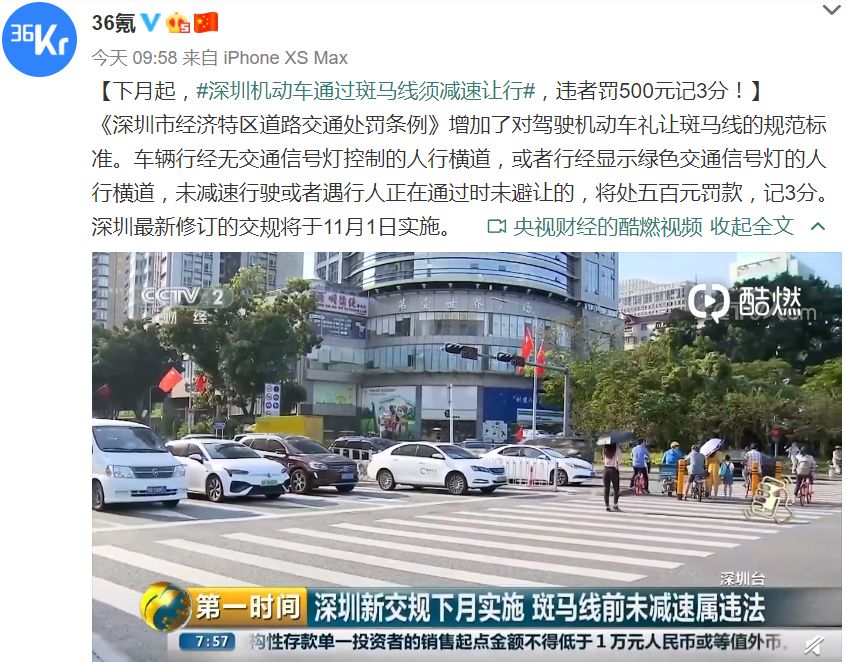 36Kr
36氪
今天 09:58 来自 iPhone XS Max
【下月起，#深圳机动车通过斑马线须减速让行#，违者罚500元记3分！】
《深圳市经济特区道路交通处罚条例》增加了对驾驶机动车礼让斑马线的规范标
准。车辆行经无交通信号灯控制的人行横道，或者行经显示绿色交通信号灯的人
行横道，未减速行驶或者遇行人正在通过时未避让的，将处五百元罚款，记3分。
深圳最新修订的交规将于11月1日实施。 央视财经的酷燃视频 收起全文
CCTV 2
财经
酷燃
深圳台
第一时间 深圳新交规下月实施 斑马线前未减速属违法
7:57 构性存款单一投资者的销售起点金额不得低于1万元人民币或等值外币。